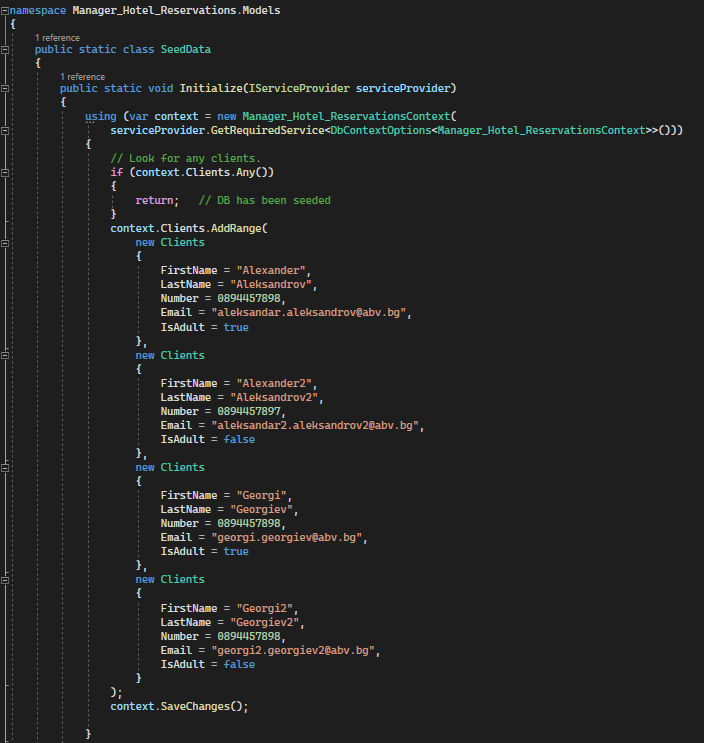 namespace Manager_Hotel_Reservations.Models
{
1 reference
public static class SeedData
{
1 reference
public static void Initialize(IServiceProvider serviceProvider)
{
using (var context = new Manager_Hotel_ReservationsContext(
serviceProvider.GetRequiredService<DbContextOptions<Manager_Hotel_ReservationsContext>>()))
{
// Look for any clients.
if (context.Clients.Any())
{
return;   // DB has been seeded
}
context.Clients.AddRange(
new Clients
{
FirstName = "Alexander",
LastName = "Aleksandrov",
Number = 0894457898,
Email = "aleksandar.aleksandrov@abv.bg",
IsAdult = true
},
new Clients
{
FirstName = "Alexander2",
LastName = "Aleksandrov2",
Number = 0894457897,
Email = "aleksandar2.aleksandrov2@abv.bg",
IsAdult = false
},
new Clients
{
FirstName = "Georgi",
LastName = "Georgiev",
Number = 0894457898,
Email = "georgi.georgiev@abv.bg",
IsAdult = true
},
new Clients
{
FirstName = "Georgi2",
LastName = "Georgiev2",
Number = 0894457898,
Email = "georgi2.georgiev2@abv.bg",
IsAdult = false
}
);
context.SaveChanges();
}